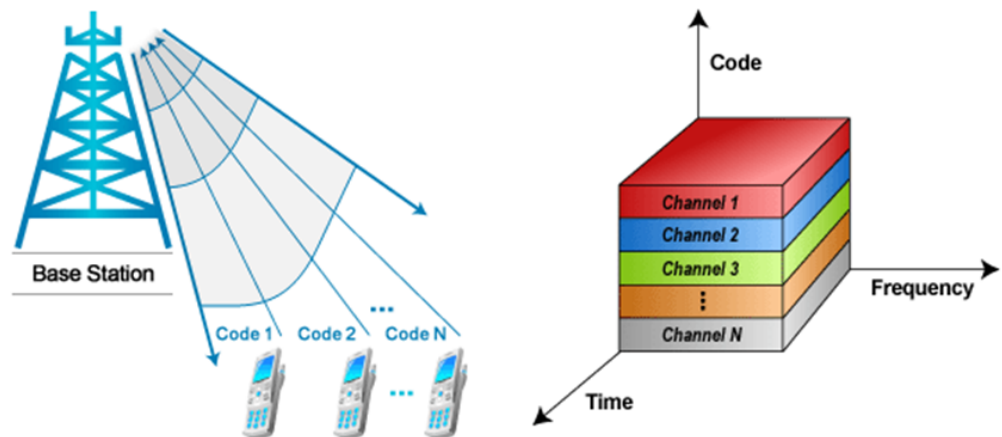 Base Station
...
Code 1 Code 2 Code N
...
Code
Channel 1
Channel 2
Channel 3
⋮
Channel N
Frequency
Time